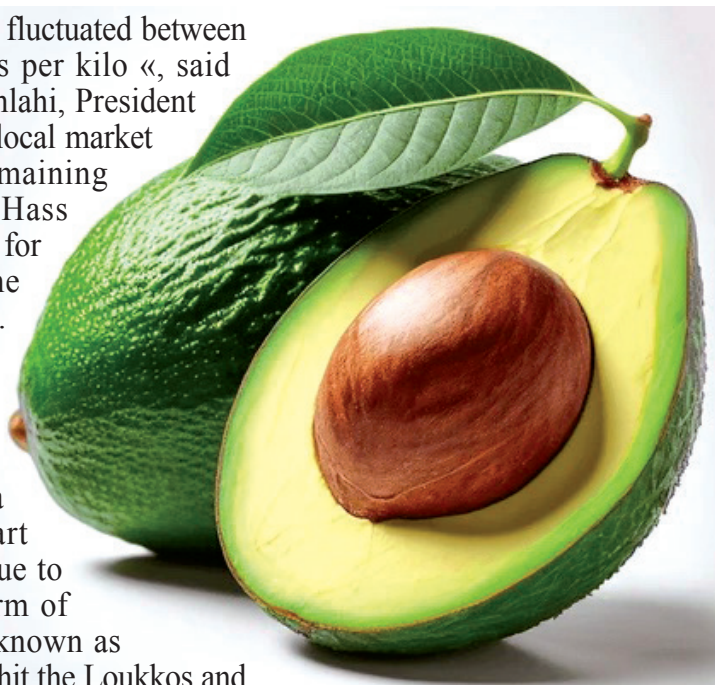 fluctuated between
s per kilo «, said
nlahi, President
local market
maining
Hass
for
ne
.
a
art
ue to
rm of
known as
hit the Loukkos and